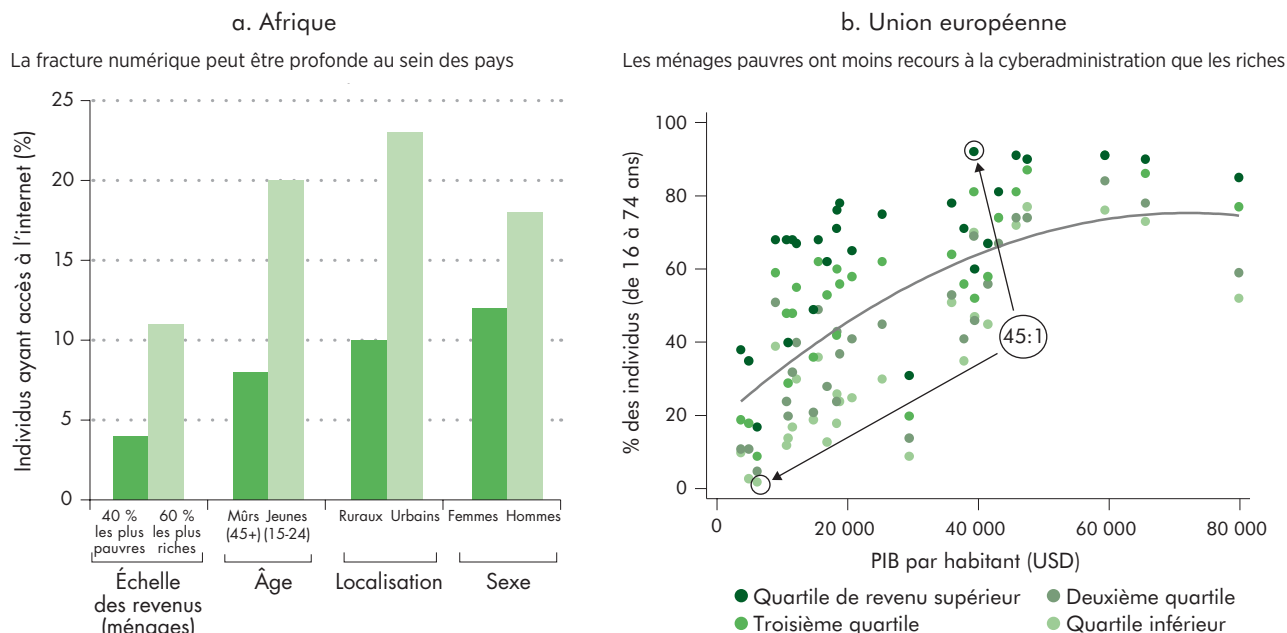 a. Afrique
La fracture numérique peut être profonde au sein des pays
Individus ayant accès à l'internet (%)
25
20
15
10
5
0
40 % les plus pauvres
60 % les plus riches
Mûrs (45+)
Jeunes (15-24)
Ruraux
Urbains
Femmes
Hommes
Échelle des revenus (ménages)
Âge
Localisation
Sexe
b. Union européenne
Les ménages pauvres ont moins recours à la cyberadministration que les riches
% des individus (de 16 à 74 ans)
100
80
60
40
20
0
45:1
0
20 000
40 000
60 000
80 000
PIB par habitant (USD)
Quartile de revenu supérieur
Deuxième quartile
Troisième quartile
Quartile inférieur